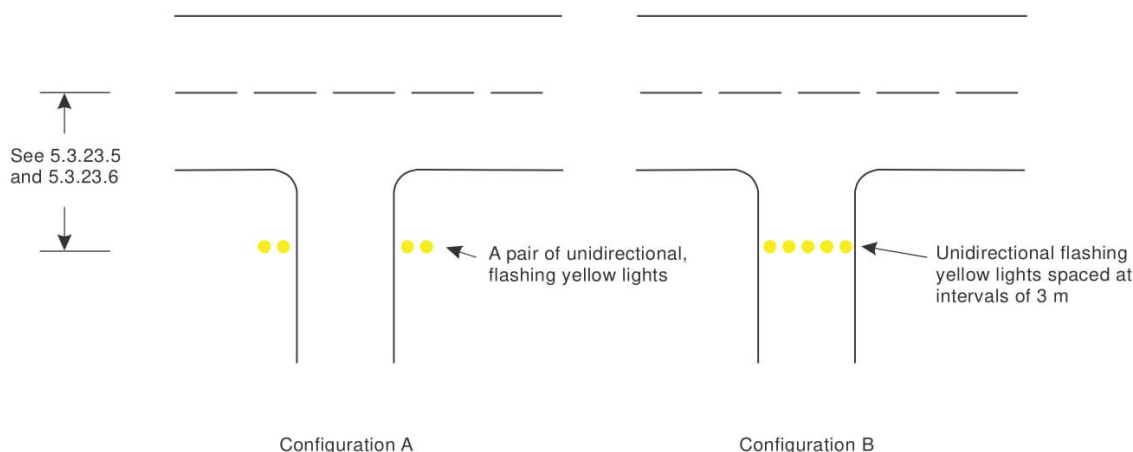 See 5.3.23.5
and 5.3.23.6
A pair of unidirectional,
flashing yellow lights
Unidirectional flashing
yellow lights spaced at
intervals of 3 m
Configuration A
Configuration B